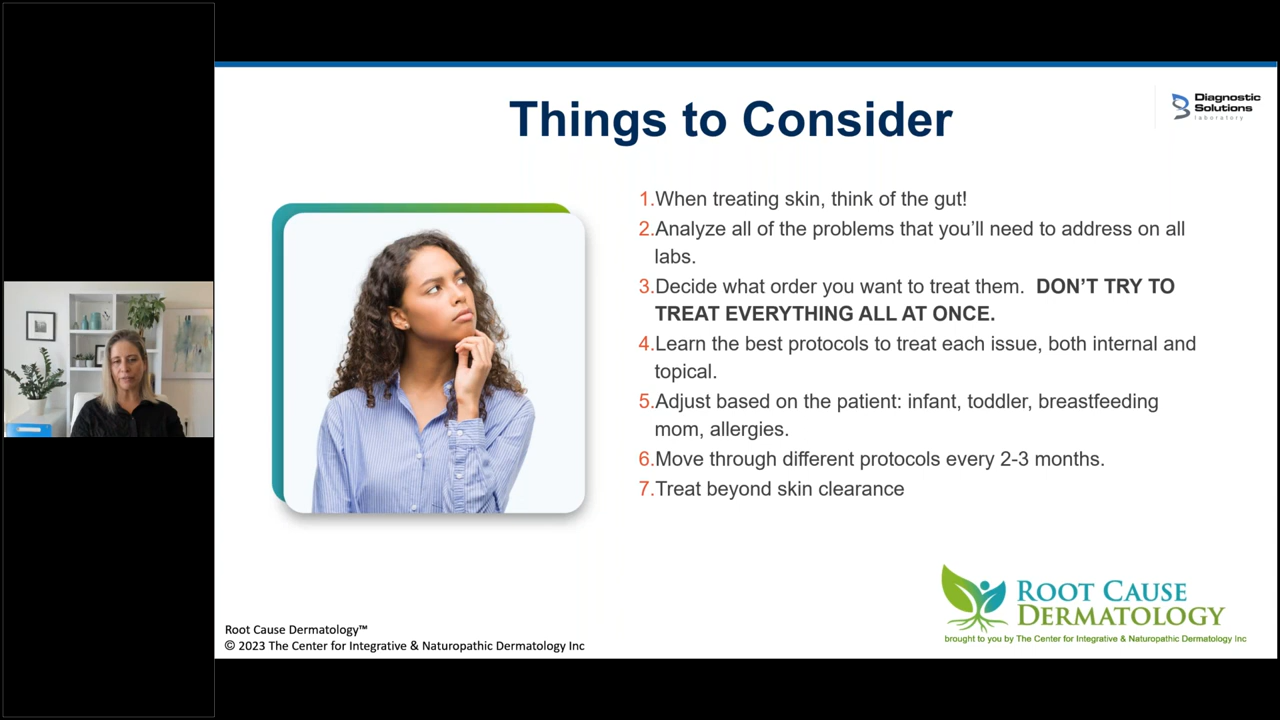 Things to Consider
Diagnostic
Solutions
laboratory
1.When treating skin, think of the gut!
2.Analyze all of the problems that you’ll need to address on all
labs.
3.Decide what order you want to treat them.  DON’T TRY TO
TREAT EVERYTHING ALL AT ONCE.
4.Learn the best protocols to treat each issue, both internal and
topical.
5.Adjust based on the patient: infant, toddler, breastfeeding
mom, allergies.
6.Move through different protocols every 2-3 months.
7.Treat beyond skin clearance
ROOT CAUSE
DERMATOLOGY
brought to you by The Center for Integrative & Naturopathic Dermatology Inc
Root Cause Dermatology™
© 2023 The Center for Integrative & Naturopathic Dermatology Inc